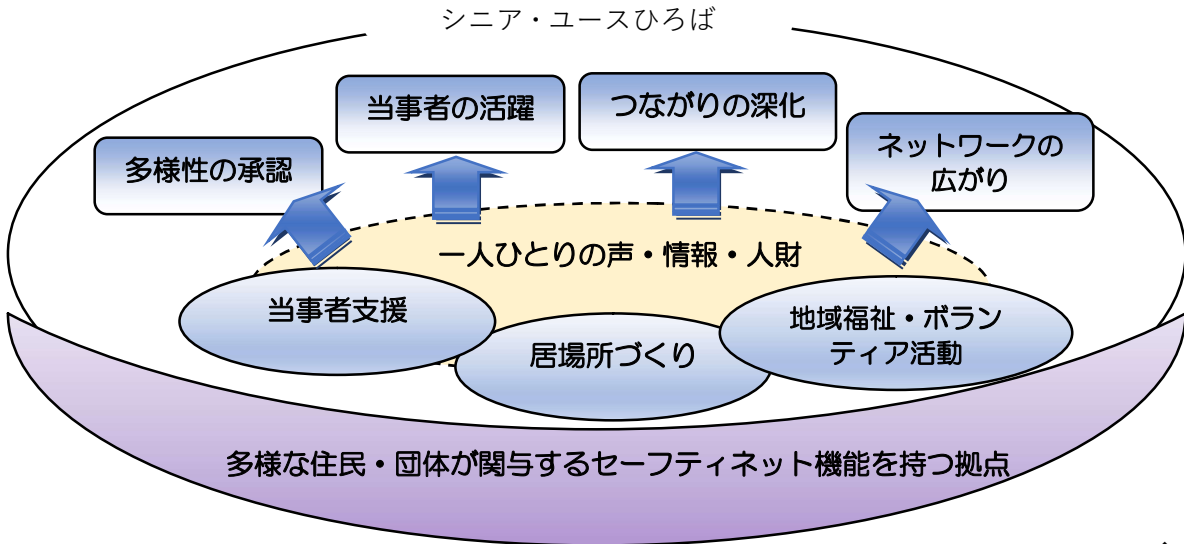 シニア・ユースひろば
当事者の活躍
つながりの深化
多様性の承認
ネットワークの
広がり
一人ひとりの声・情報・人財
当事者支援
居場所づくり
地域福祉・ボラン
ティア活動
多様な住民・団体が関与するセーフティネット機能を持つ拠点